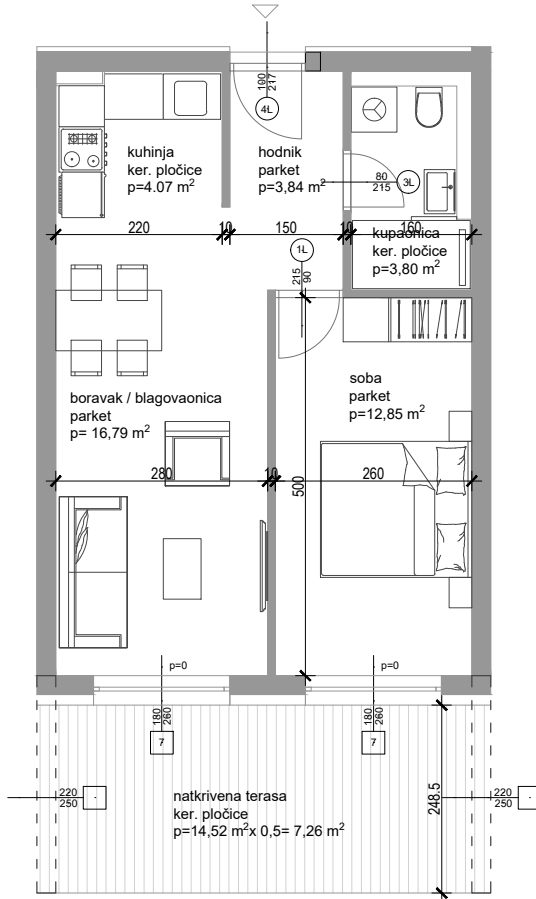 100
217
4L
kuhinja
ker. pločice
p=4.07 m²
hodnik
parket
p=3,84 m²
80
215
3L
220
10
150
10
160
kupaonica
ker. pločice
p=3,80 m²
1L
215
90
boravak / blagovaonica
parket
p= 16,79 m²
soba
parket
p=12,85 m²
280
10
260
500
p=0
p=0
180
260
7
180
260
7
220
250
natkrivena terasa
ker. pločice
p=14,52 m²x 0,5= 7,26 m²
248.5
220
250